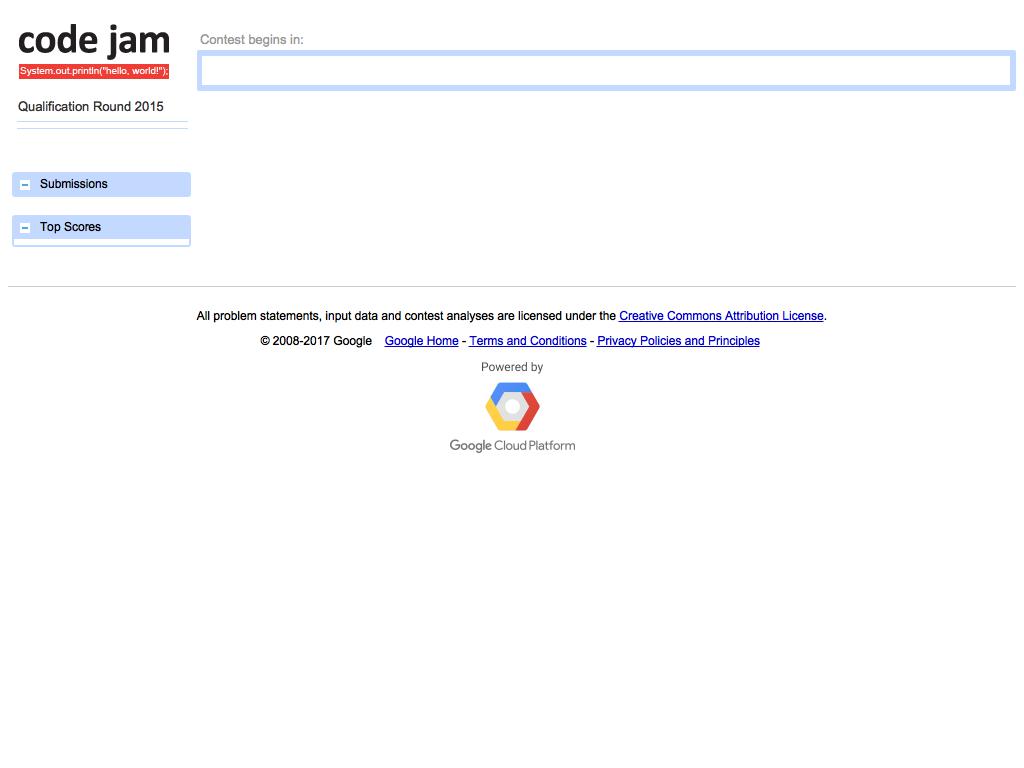 code jam
System.out.println("hello, world!");
Contest begins in:
Qualification Round 2015
Submissions
Top Scores
All problem statements, input data and contest analyses are licensed under the Creative Commons Attribution License.
© 2008-2017 Google Google Home - Terms and Conditions - Privacy Policies and Principles
Powered by
Google Cloud Platform